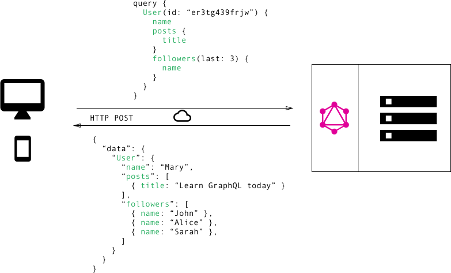 query {
  User(id: “er3tg439frjw”) {
    name
    posts {
      title
    }
    followers(last: 3) {
      name
    }
  }
}
HTTP POST
{
  “data”: {
    “User”: {
      “name”: “Mary”,
      “posts”: [
        { title: “Learn GraphQL today” }
      ],
      “followers”: [
        { name: “John” },
        { name: “Alice” },
        { name: “Sarah” },
      ]
    }
  }
}